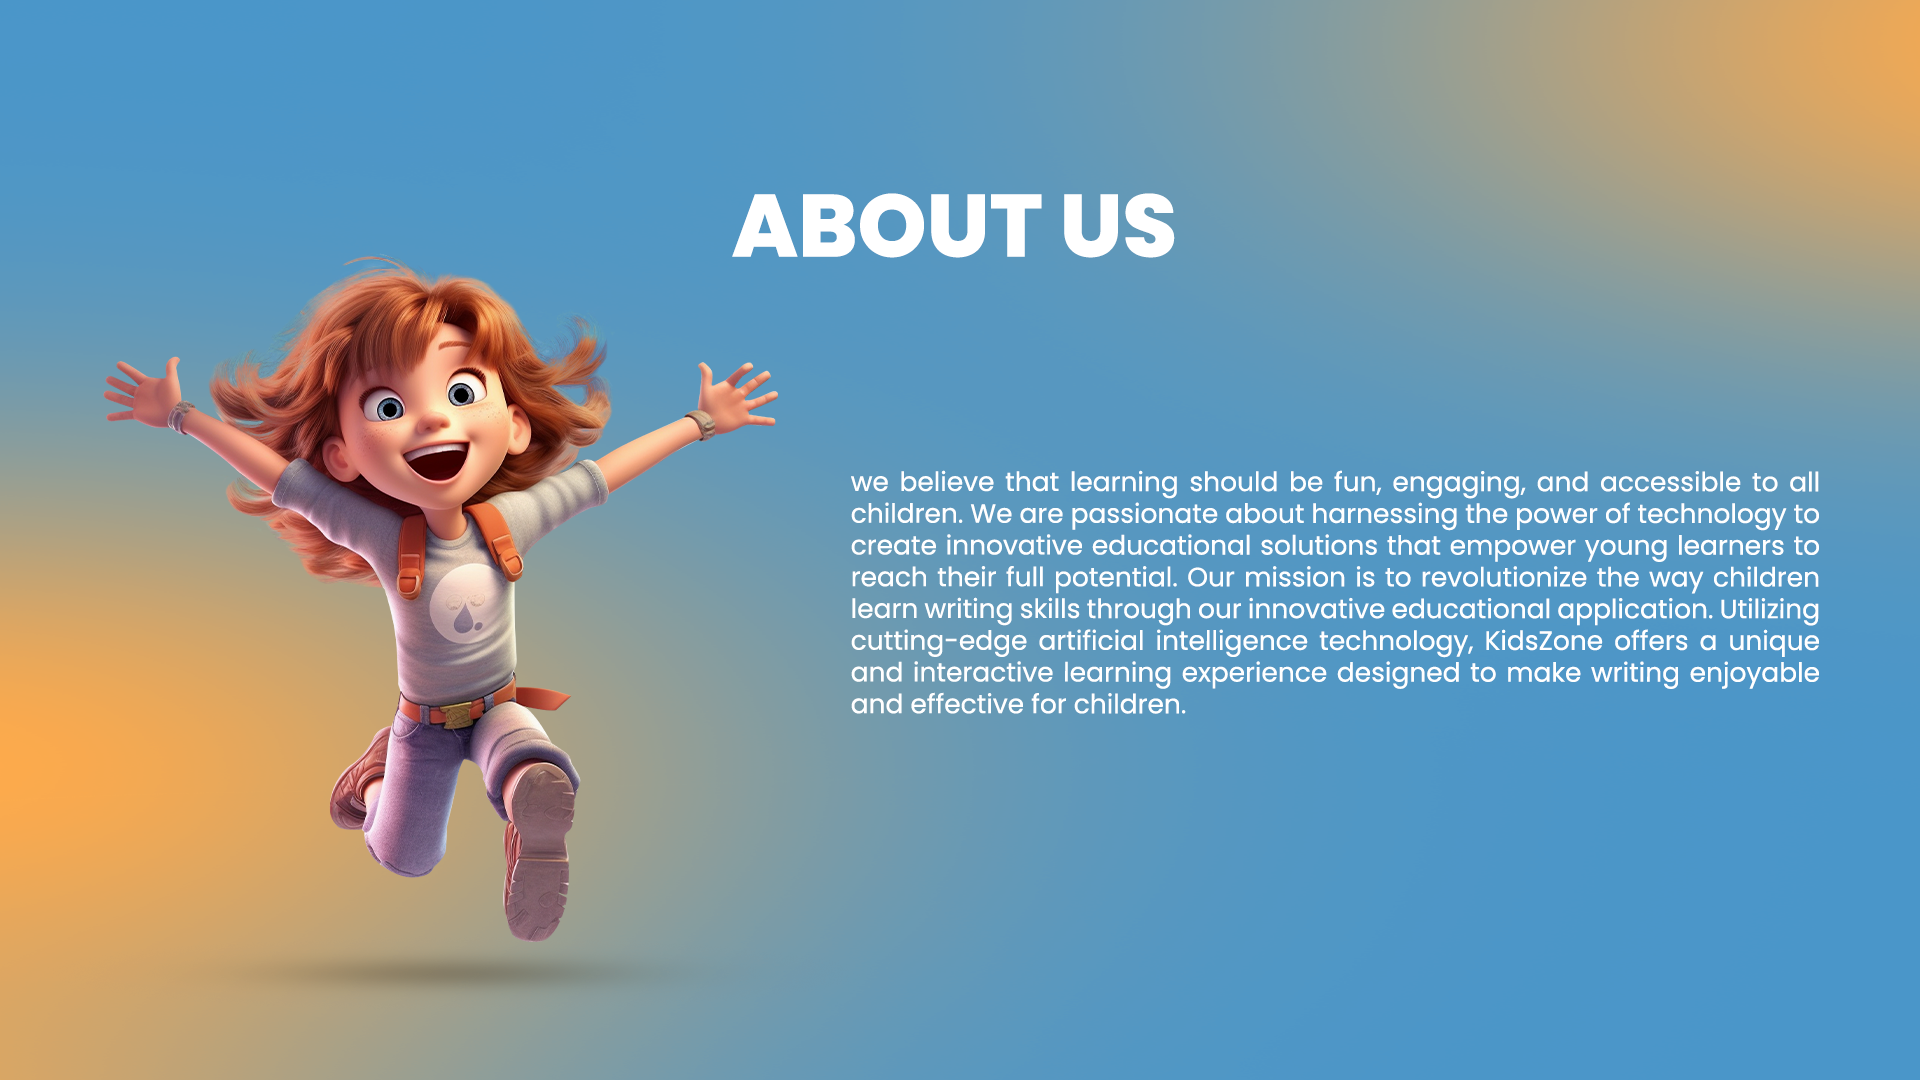 ABOUT US
we believe that learning should be fun, engaging, and accessible to all
children. We are passionate about harnessing the power of technology to
create innovative educational solutions that empower young learners to
reach their full potential. Our mission is to revolutionize the way children
learn writing skills through our innovative educational application. Utilizing
cutting-edge artificial intelligence technology, KidsZone offers a unique
and interactive learning experience designed to make writing enjoyable
and effective for children.